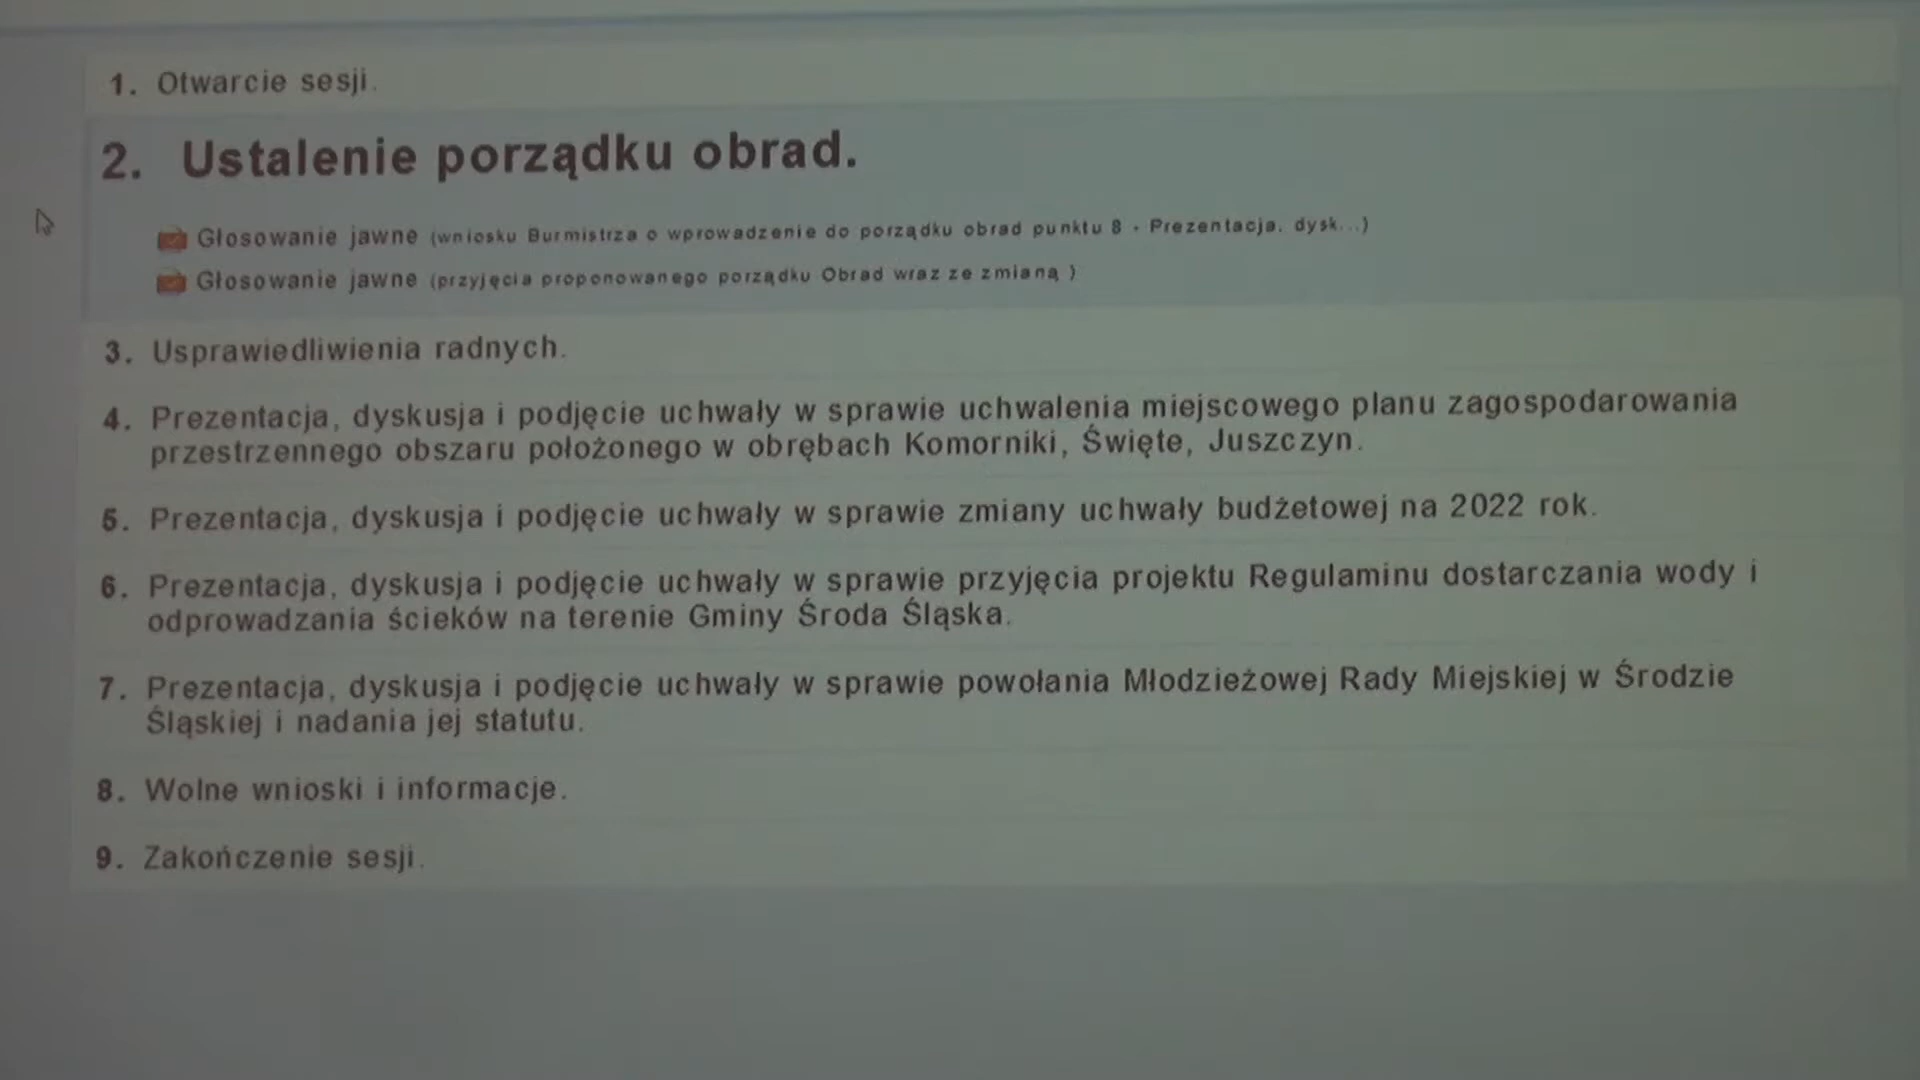 1. Otwarcie sesji.
2. Ustalenie porządku obrad.
Głosowanie jawne (wniosku Burmistrza o wprowadzenie do porządku obrad punktu 8 - Prezentacja, dysk...)
Głosowanie jawne (przyjęcia proponowanego porządku Obrad wraz ze zmianą )
3. Usprawiedliwienia radnych.
4. Prezentacja, dyskusja i podjęcie uchwały w sprawie uchwalenia miejscowego planu zagospodarowania
przestrzennego obszaru położonego w obrębach Komorniki, Święte, Juszczyn.
5. Prezentacja, dyskusja i podjęcie uchwały w sprawie zmiany uchwały budżetowej na 2022 rok.
6. Prezentacja, dyskusja i podjęcie uchwały w sprawie przyjęcia projektu Regulaminu dostarczania wody i
odprowadzania ścieków na terenie Gminy Środa Śląska.
7. Prezentacja, dyskusja i podjęcie uchwały w sprawie powołania Młodzieżowej Rady Miejskiej w Środzie
Śląskiej i nadania jej statutu.
8. Wolne wnioski i informacje.
9. Zakończenie sesji.